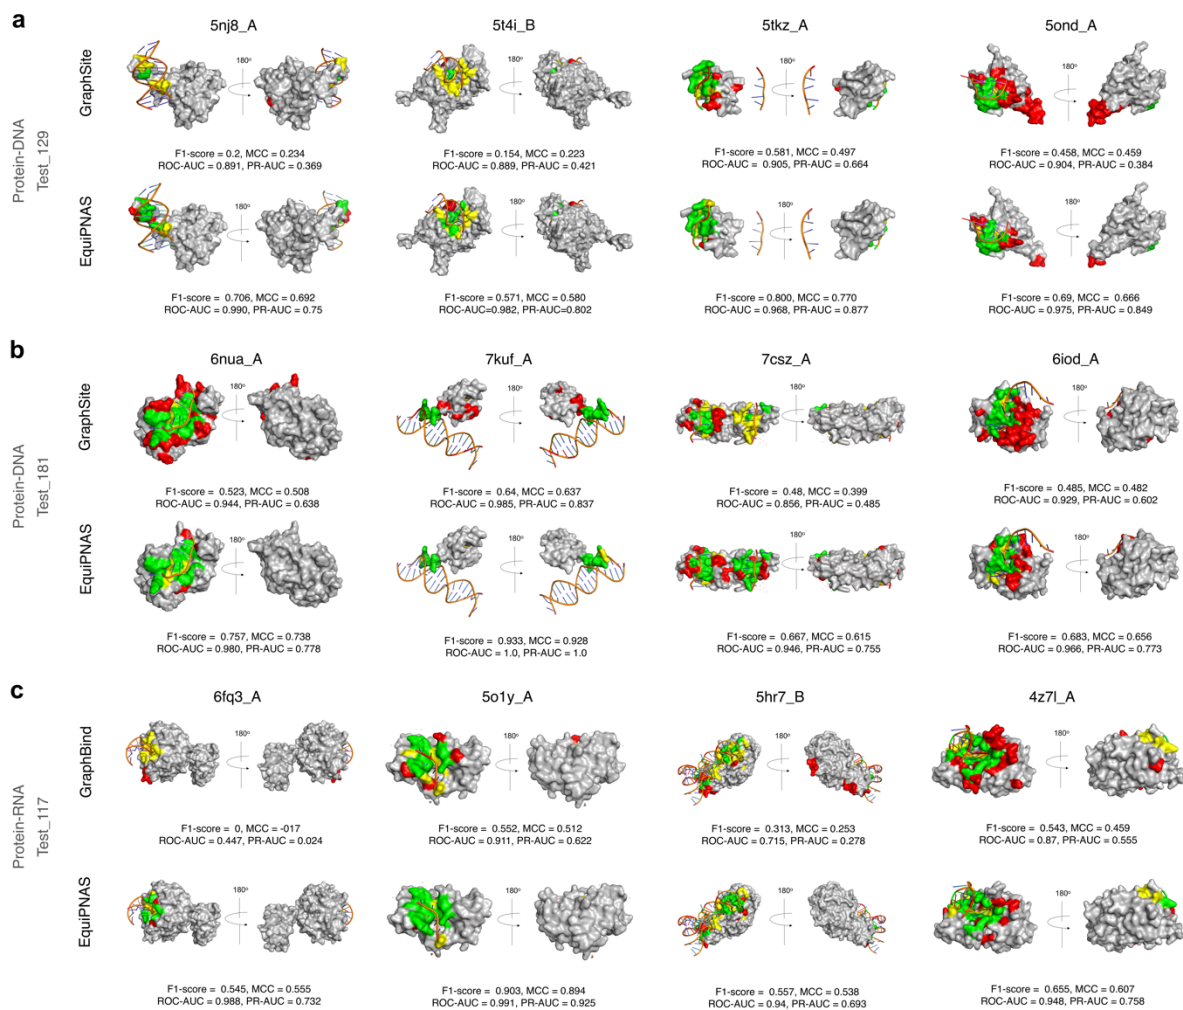 a
5nj8_A
5t4i_B
5tkz_A
5ond_A
Protein-DNA
Test_129
GraphSite
180°
180°
180°
180°
F1-score = 0.2, MCC = 0.234
ROC-AUC = 0.891, PR-AUC = 0.369
F1-score = 0.154, MCC = 0.223
ROC-AUC = 0.889, PR-AUC = 0.421
F1-score = 0.581, MCC = 0.497
ROC-AUC = 0.905, PR-AUC = 0.664
F1-score = 0.458, MCC = 0.459
ROC-AUC = 0.904, PR-AUC = 0.384
EquiPNAS
180°
180°
180°
180°
F1-score = 0.706, MCC = 0.692
ROC-AUC = 0.990, PR-AUC = 0.75
F1-score = 0.571, MCC = 0.580
ROC-AUC=0.982, PR-AUC=0.802
F1-score = 0.800, MCC = 0.770
ROC-AUC = 0.968, PR-AUC = 0.877
F1-score = 0.69, MCC = 0.666
ROC-AUC = 0.975, PR-AUC = 0.849
b
6nua_A
7kuf_A
7csz_A
6iod_A
Protein-DNA
Test_181
GraphSite
180°
180°
180°
180°
F1-score = 0.523, MCC = 0.508
ROC-AUC = 0.944, PR-AUC = 0.638
F1-score = 0.64, MCC = 0.637
ROC-AUC = 0.985, PR-AUC = 0.837
F1-score = 0.48, MCC = 0.399
ROC-AUC = 0.856, PR-AUC = 0.485
F1-score = 0.485, MCC = 0.482
ROC-AUC = 0.929, PR-AUC = 0.602
EquiPNAS
180°
180°
180°
180°
F1-score = 0.757, MCC = 0.738
ROC-AUC = 0.980, PR-AUC = 0.778
F1-score = 0.933, MCC = 0.928
ROC-AUC = 1.0, PR-AUC = 1.0
F1-score = 0.667, MCC = 0.615
ROC-AUC = 0.946, PR-AUC = 0.755
F1-score = 0.683, MCC = 0.656
ROC-AUC = 0.966, PR-AUC = 0.773
c
6fq3_A
5o1y_A
5hr7_B
4z7l_A
Protein-RNA
Test_117
GraphBind
180°
180°
180°
180°
F1-score = 0, MCC = -017
ROC-AUC = 0.447, PR-AUC = 0.024
F1-score = 0.552, MCC = 0.512
ROC-AUC = 0.911, PR-AUC = 0.622
F1-score = 0.313, MCC = 0.253
ROC-AUC = 0.715, PR-AUC = 0.278
F1-score = 0.543, MCC = 0.459
ROC-AUC = 0.87, PR-AUC = 0.555
EquiPNAS
180°
180°
180°
180°
F1-score = 0.545, MCC = 0.555
ROC-AUC = 0.988, PR-AUC = 0.732
F1-score = 0.903, MCC = 0.894
ROC-AUC = 0.991, PR-AUC = 0.925
F1-score = 0.557, MCC = 0.538
ROC-AUC = 0.94, PR-AUC = 0.693
F1-score = 0.655, MCC = 0.607
ROC-AUC = 0.948, PR-AUC = 0.758